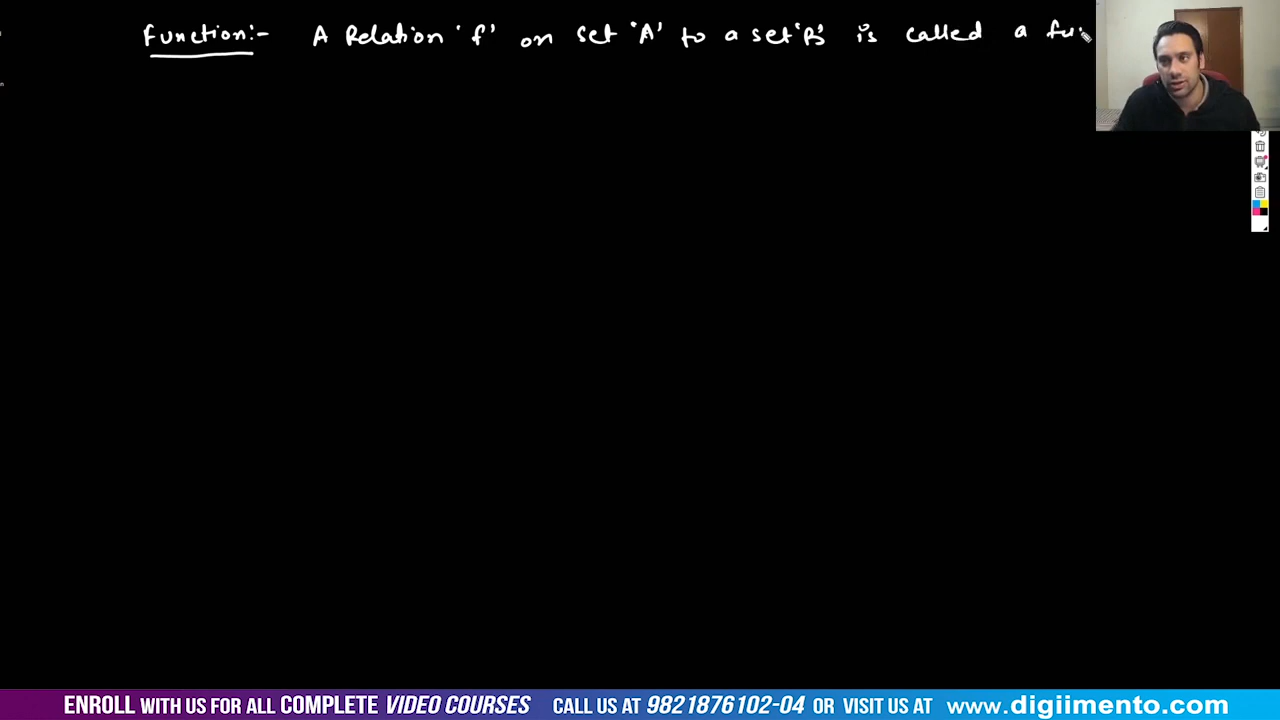 Function:- A Relation 'f' on set 'A' to a set 'B' is called a
ENROLL WITH US FOR ALL COMPLETE VIDEO COURSES CALL US AT 9821876102-04 OR VISIT US AT www.digiimento.com